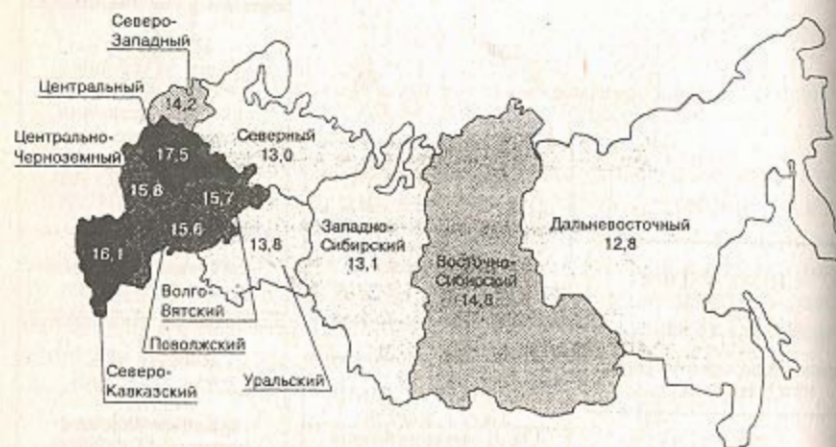 Северо-
Западный
Центральный
14,2
Центрально-
Черноземный
Северный
13,0
17,5
15,8
15,7
15,6
16,1
13,8
Западно-
Сибирский
13,1
Восточно-
Сибирский
14,8
Дальневосточный
12,8
Волго-
Вятский
Поволжский
Северо-
Кавказский
Уральский